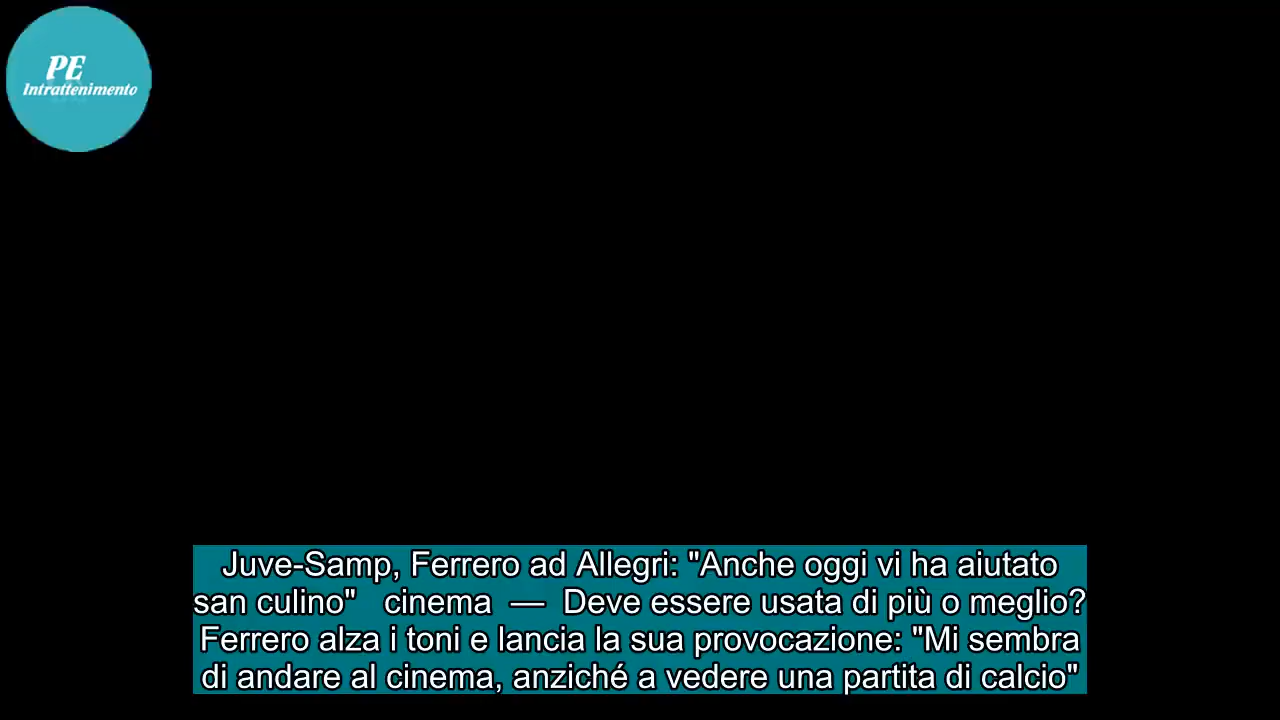 PE
Intrattenimento
Juve-Samp, Ferrero ad Allegri: "Anche oggi vi ha aiutato
san culino"   cinema  —  Deve essere usata di più o meglio?
Ferrero alza i toni e lancia la sua provocazione: "Mi sembra
di andare al cinema, anziché a vedere una partita di calcio"